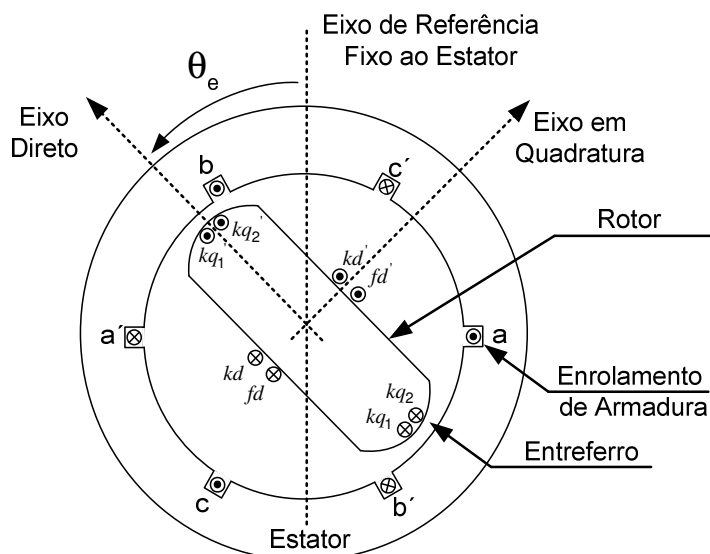 Eixo de Referência
Fixo ao Estator
θe
Eixo
Direto
Eixo em
Quadratura
b
c´
Rotor
kq2'
kq1
kd'
fd'
a´
a
kd
fd
Enrolamento
de Armadura
kq2
kq1
Entreferro
c
b´
Estator